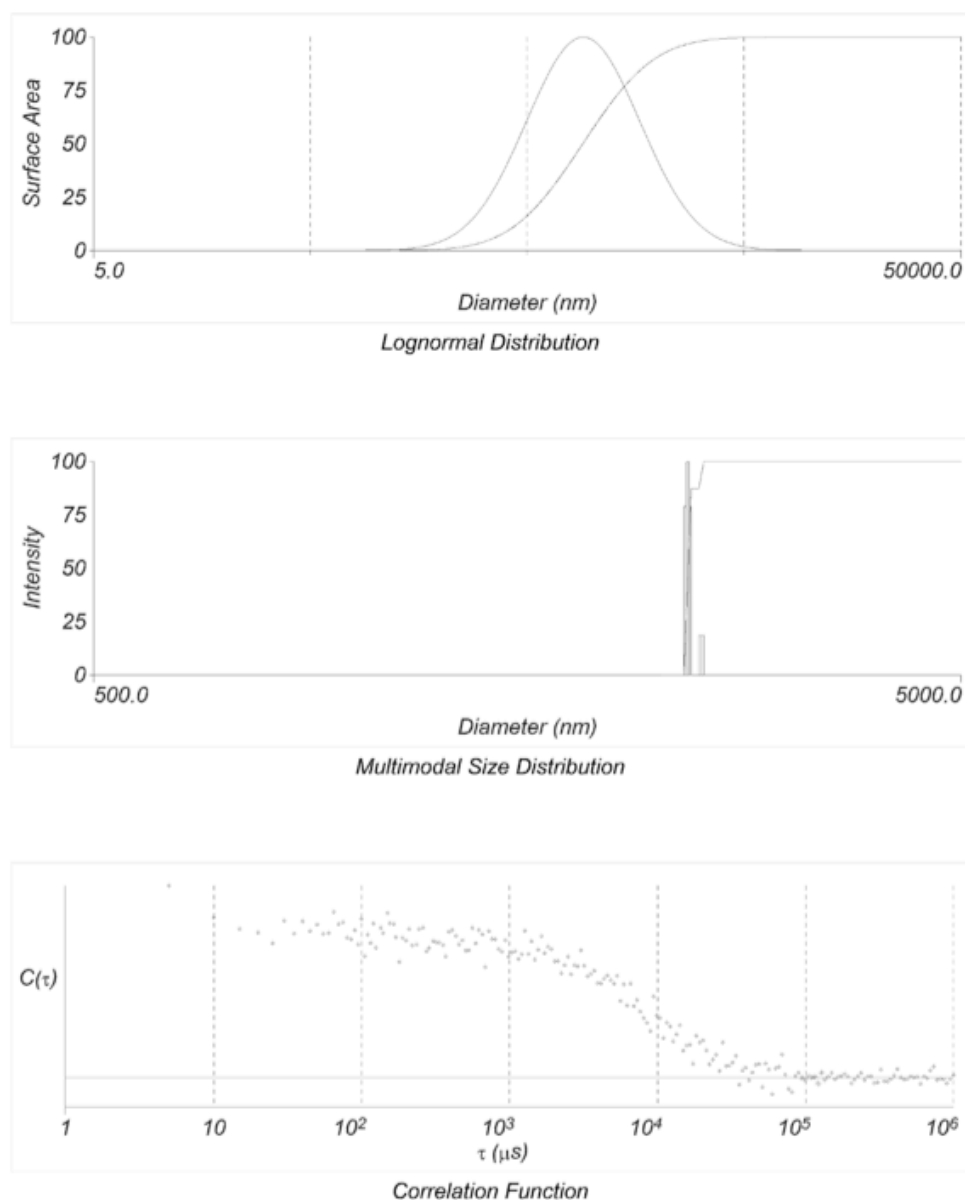 100
75
50
25
0
Surface Area
5.0
50000.0
Diameter (nm)
Lognormal Distribution
100
75
50
25
0
Intensity
500.0
5000.0
Diameter (nm)
Multimodal Size Distribution
C(τ)
1
10
10²
10³
10⁴
10⁵
10⁶
τ (μs)
Correlation Function